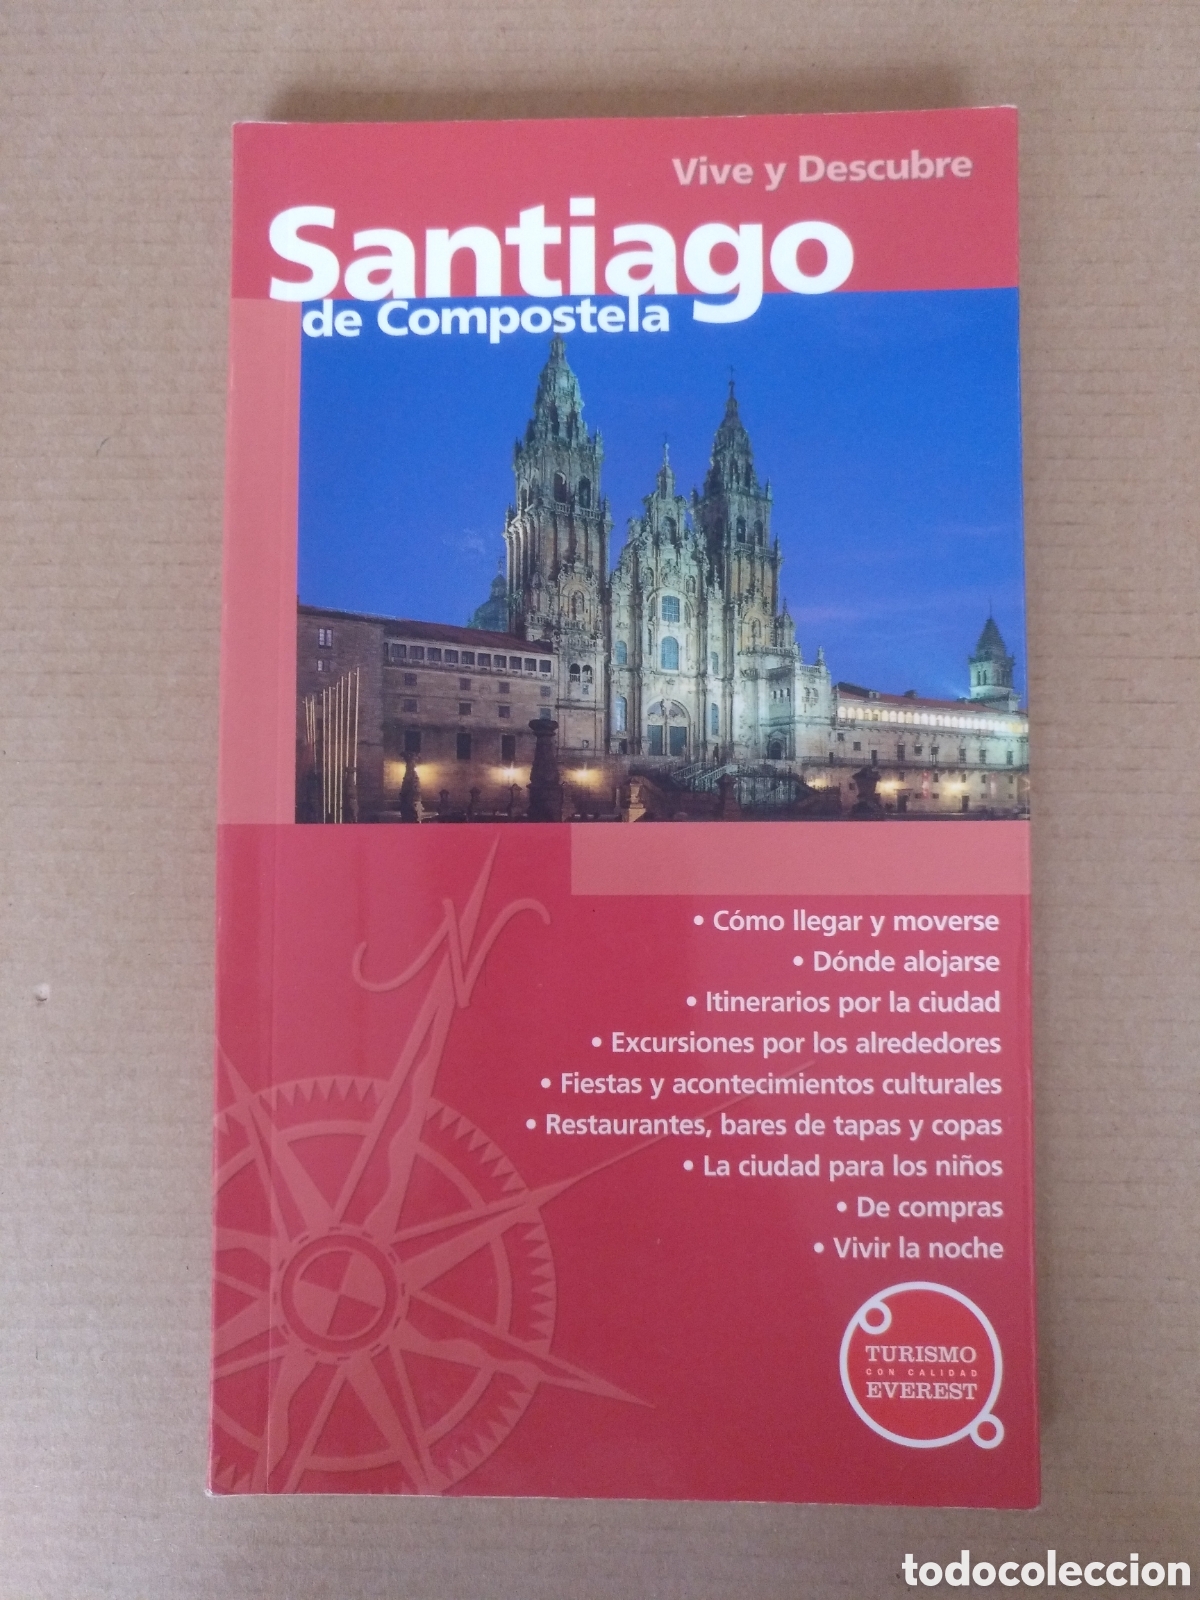 Vive y Descubre
Santiago
de Compostela
N
• Cómo llegar y moverse
• Dónde alojarse
• Itinerarios por la ciudad
• Excursiones por los alrededores
• Fiestas y acontecimientos culturales
• Restaurantes, bares de tapas y copas
• La ciudad para los niños
• De compras
• Vivir la noche
TURISMO
CON CALIDAD
EVEREST
todocoleccion